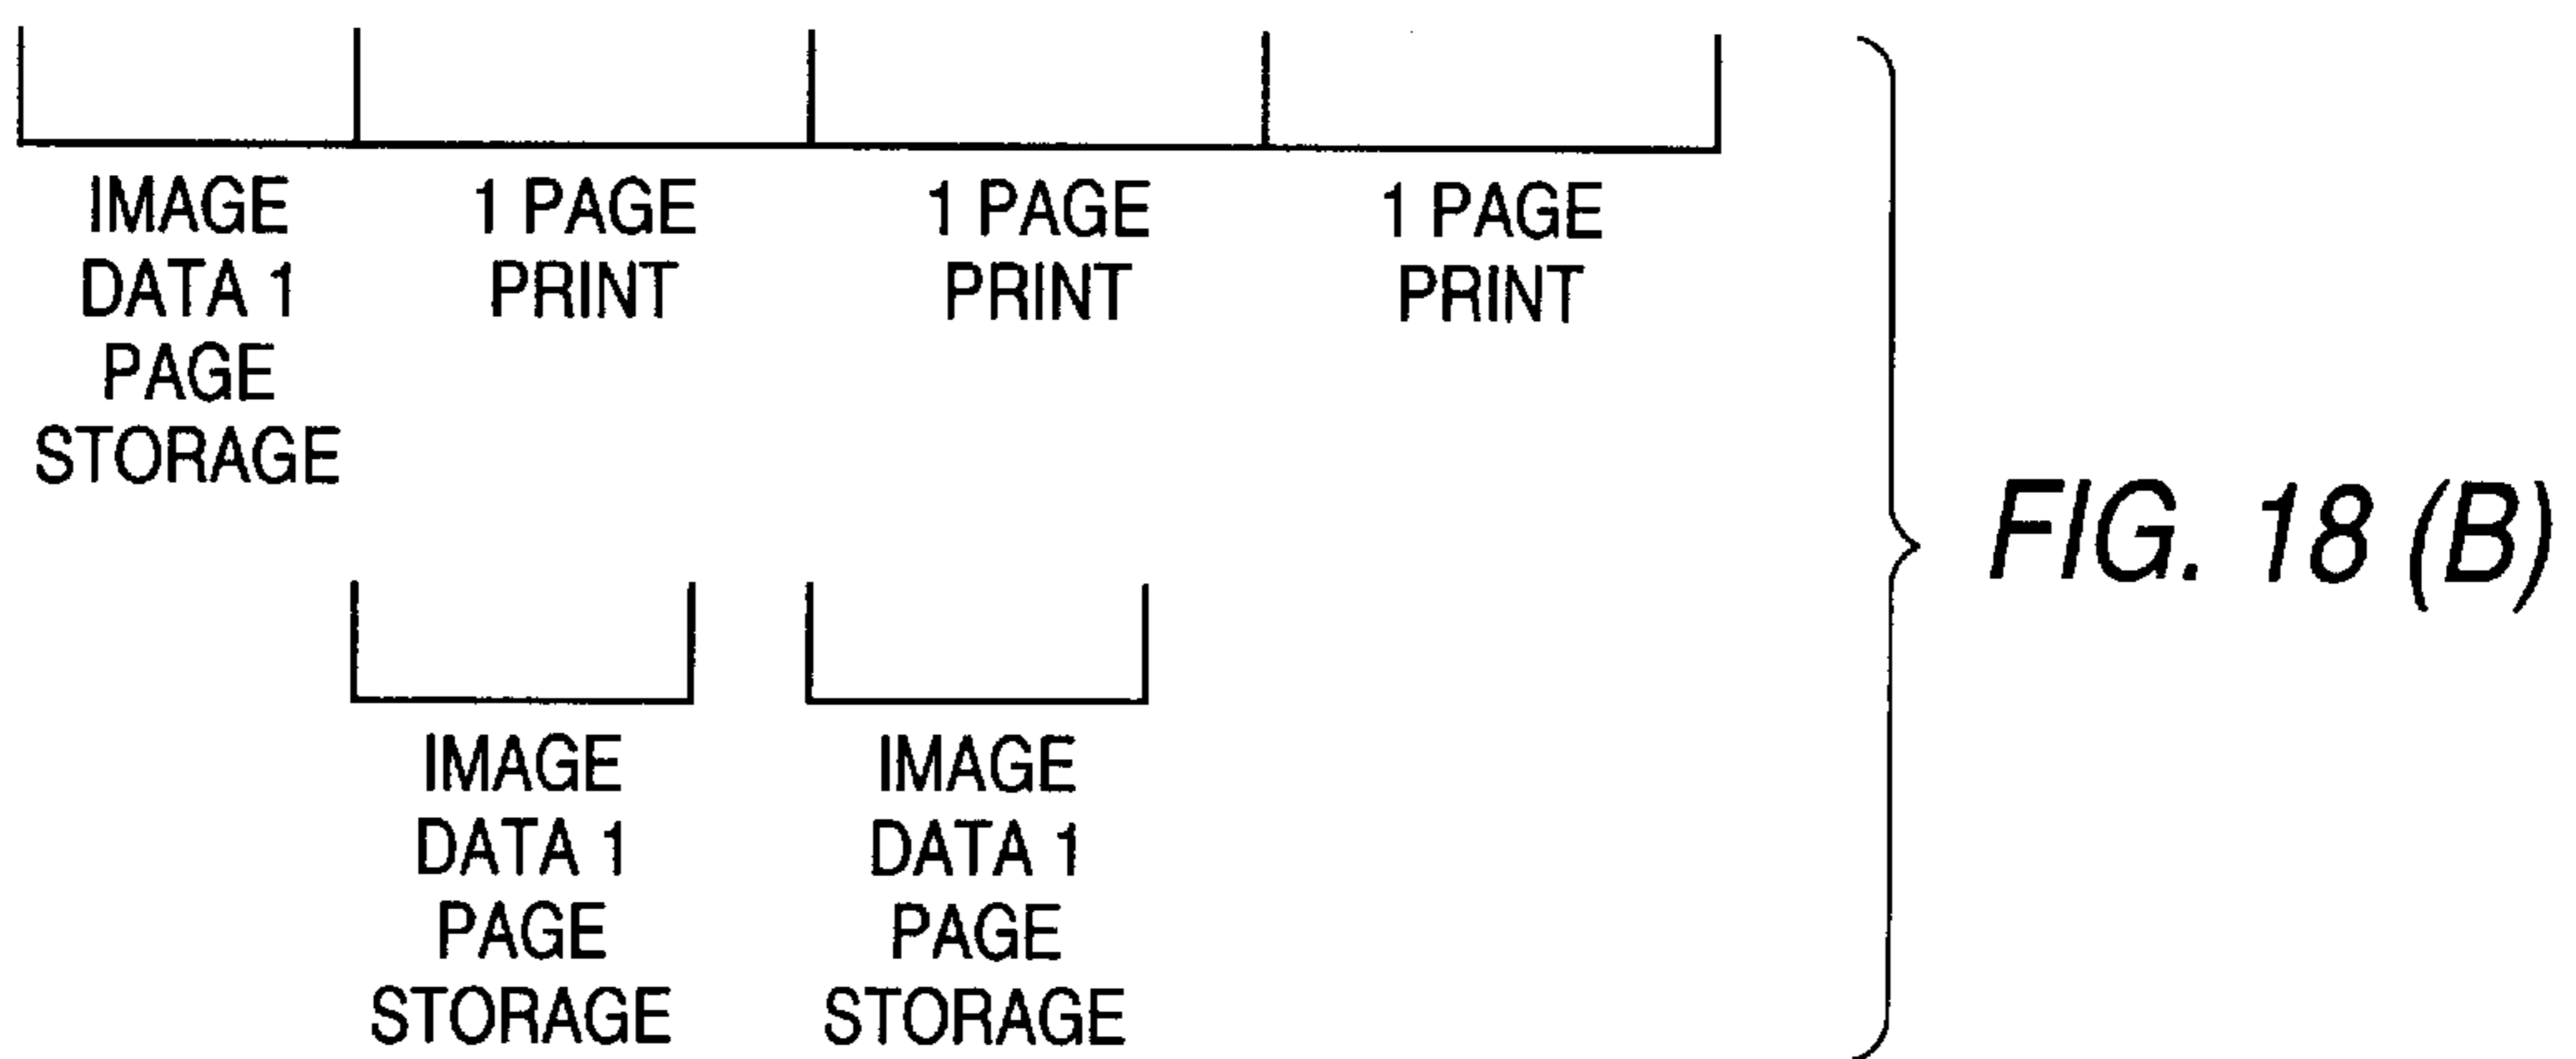 IMAGE
DATA 1
PAGE
STORAGE
1 PAGE
PRINT
1 PAGE
PRINT
1 PAGE
PRINT
IMAGE
DATA 1
PAGE
STORAGE
IMAGE
DATA 1
PAGE
STORAGE
FIG. 18 (B)